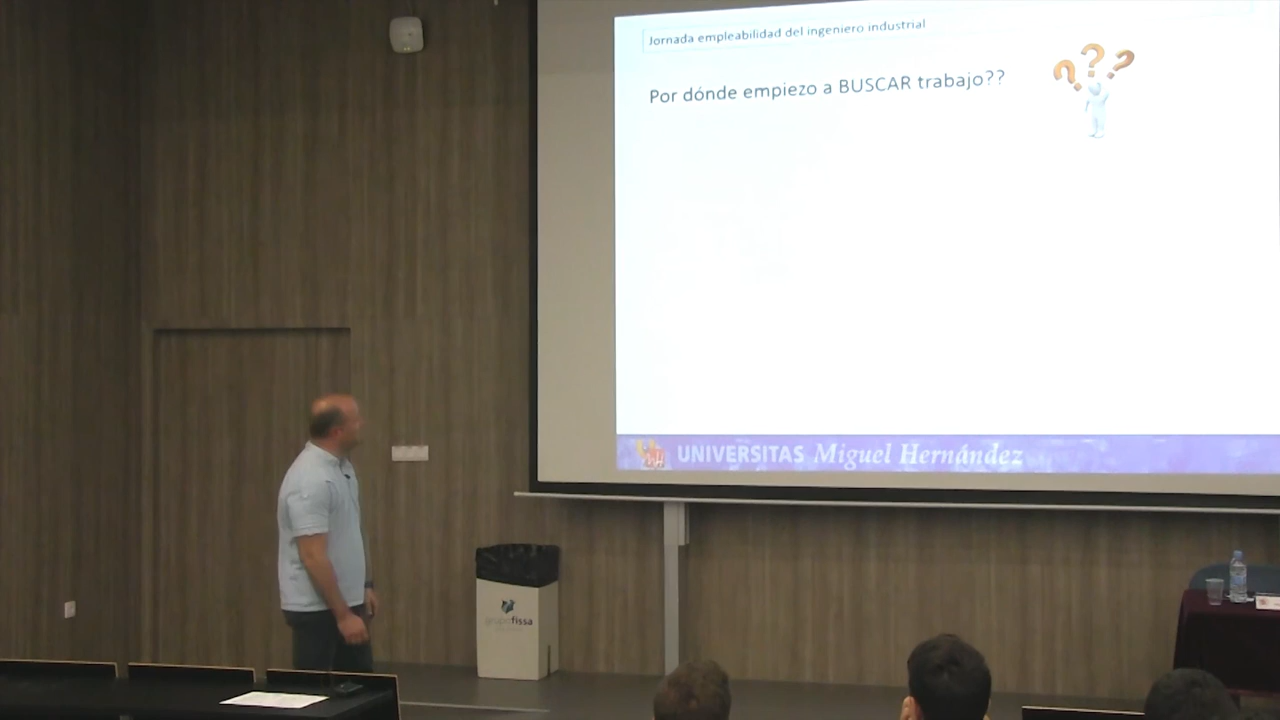 Jornada empleabilidad del ingeniero industrial
Por dónde empiezo a BUSCAR trabajo??
UNIVERSITAS Miguel Hernández
grupofissa